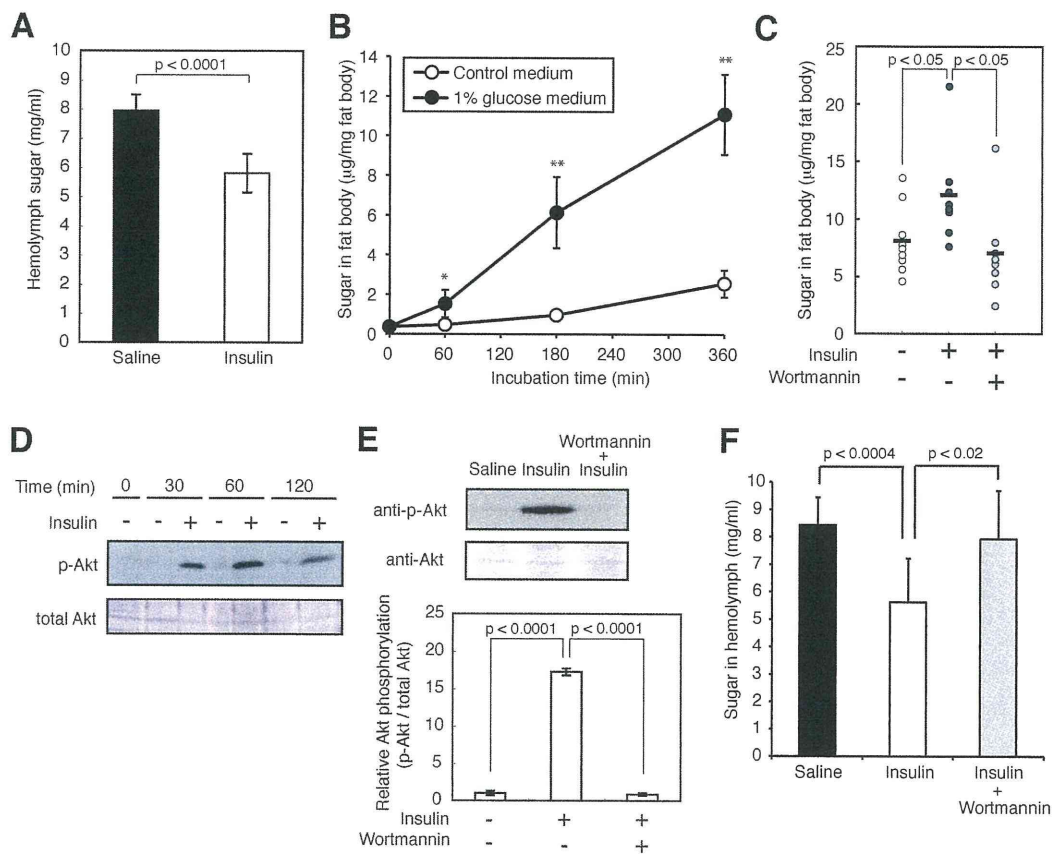 A
Hemolymph sugar (mg/ml)
10
9
8
7
6
5
4
3
2
1
0
p < 0.0001
Saline
Insulin
B
Sugar in fat body (μg/mg fat body)
14
12
10
8
6
4
2
0
Control medium
1% glucose medium
*
**
**
0
60
120
180
240
300
360
Incubation time (min)
C
Sugar in fat body (μg/mg fat body)
25
20
15
10
5
0
p < 0.05
p < 0.05
Insulin - + +
Wortmannin - - +
D
Time (min) 0 30 60 120
Insulin - - + - + - +
p-Akt
total Akt
E
Wortmannin
+
Saline Insulin Insulin
anti-p-Akt
anti-Akt
Relative Akt phosphorylation
(p-Akt / total Akt)
25
20
15
10
5
0
p < 0.0001
p < 0.0001
Insulin - + +
Wortmannin - - +
F
Sugar in hemolymph (mg/ml)
10
9
8
7
6
5
4
3
2
1
0
p < 0.0004
p < 0.02
Saline
Insulin
Insulin
+
Wortmannin